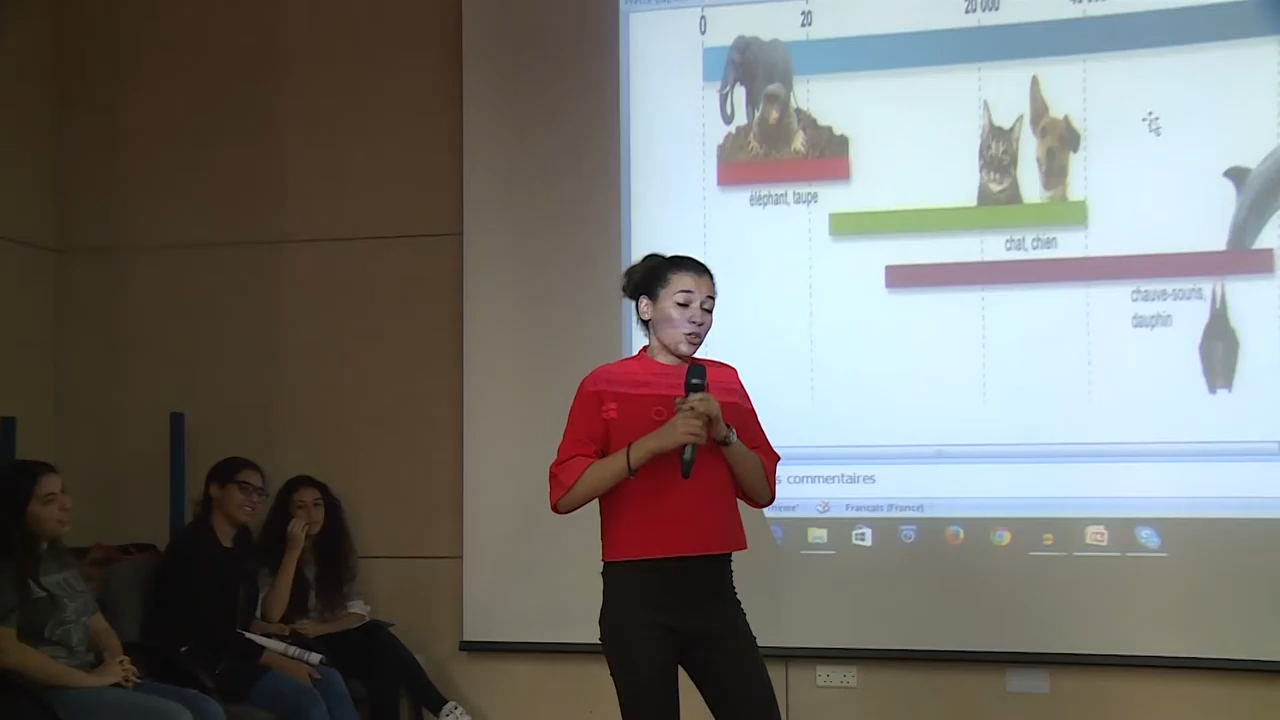 0 20 20 000
éléphant, taupe
chat, chien
chauve-souris,
dauphin
commentaires
Français (France)